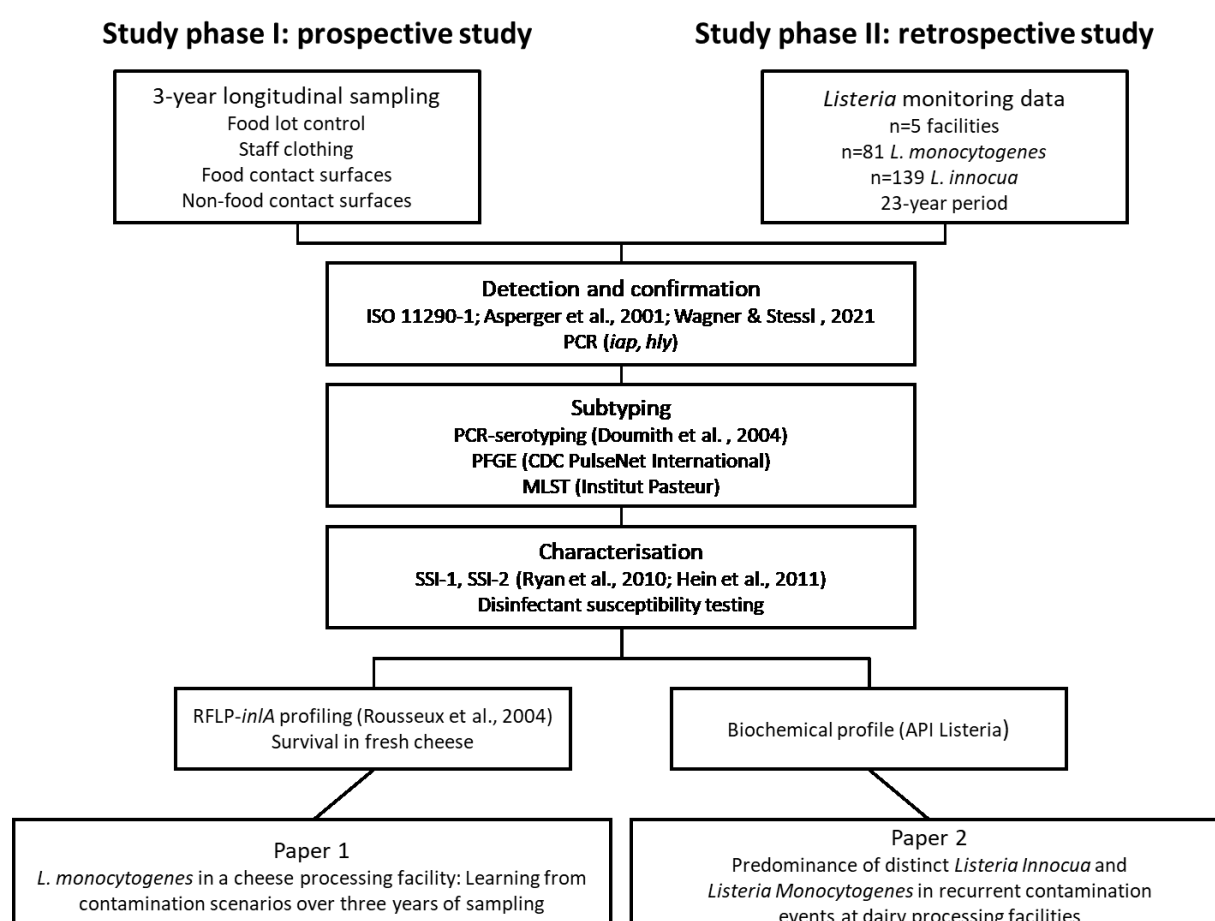 Study phase I: prospective study
Study phase II: retrospective study
3-year longitudinal sampling
Food lot control
Staff clothing
Food contact surfaces
Non-food contact surfaces
Listeria monitoring data
n=5 facilities
n=81 L. monocytogenes
n=139 L. innocua
23-year period
Detection and confirmation
ISO 11290-1; Asperger et al., 2001; Wagner & Stessl , 2021
PCR (iap, hly)
Subtyping
PCR-serotyping (Doumith et al. , 2004)
PFGE (CDC PulseNet International)
MLST (Institut Pasteur)
Characterisation
SSI-1, SSI-2 (Ryan et al., 2010; Hein et al., 2011)
Disinfectant susceptibility testing
RFLP-inlA profiling (Rousseux et al., 2004)
Survival in fresh cheese
Biochemical profile (API Listeria)
Paper 1
L. monocytogenes in a cheese processing facility: Learning from
contamination scenarios over three years of sampling
Paper 2
Predominance of distinct Listeria Innocua and
Listeria Monocytogenes in recurrent contamination
events at dairy processing facilities